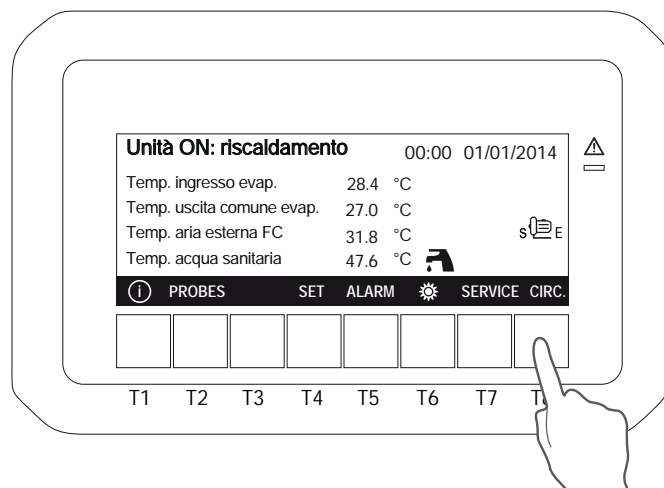 Unità ON: riscaldamento 00:00 01/01/2014
Temp. ingresso evap. 28.4 °C
Temp. uscita comune evap. 27.0 °C
Temp. aria esterna FC 31.8 °C
S E
Temp. acqua sanitaria 47.6 °C
i PROBES SET ALARM SERVICE CIRC.
T1 T2 T3 T4 T5 T6 T7